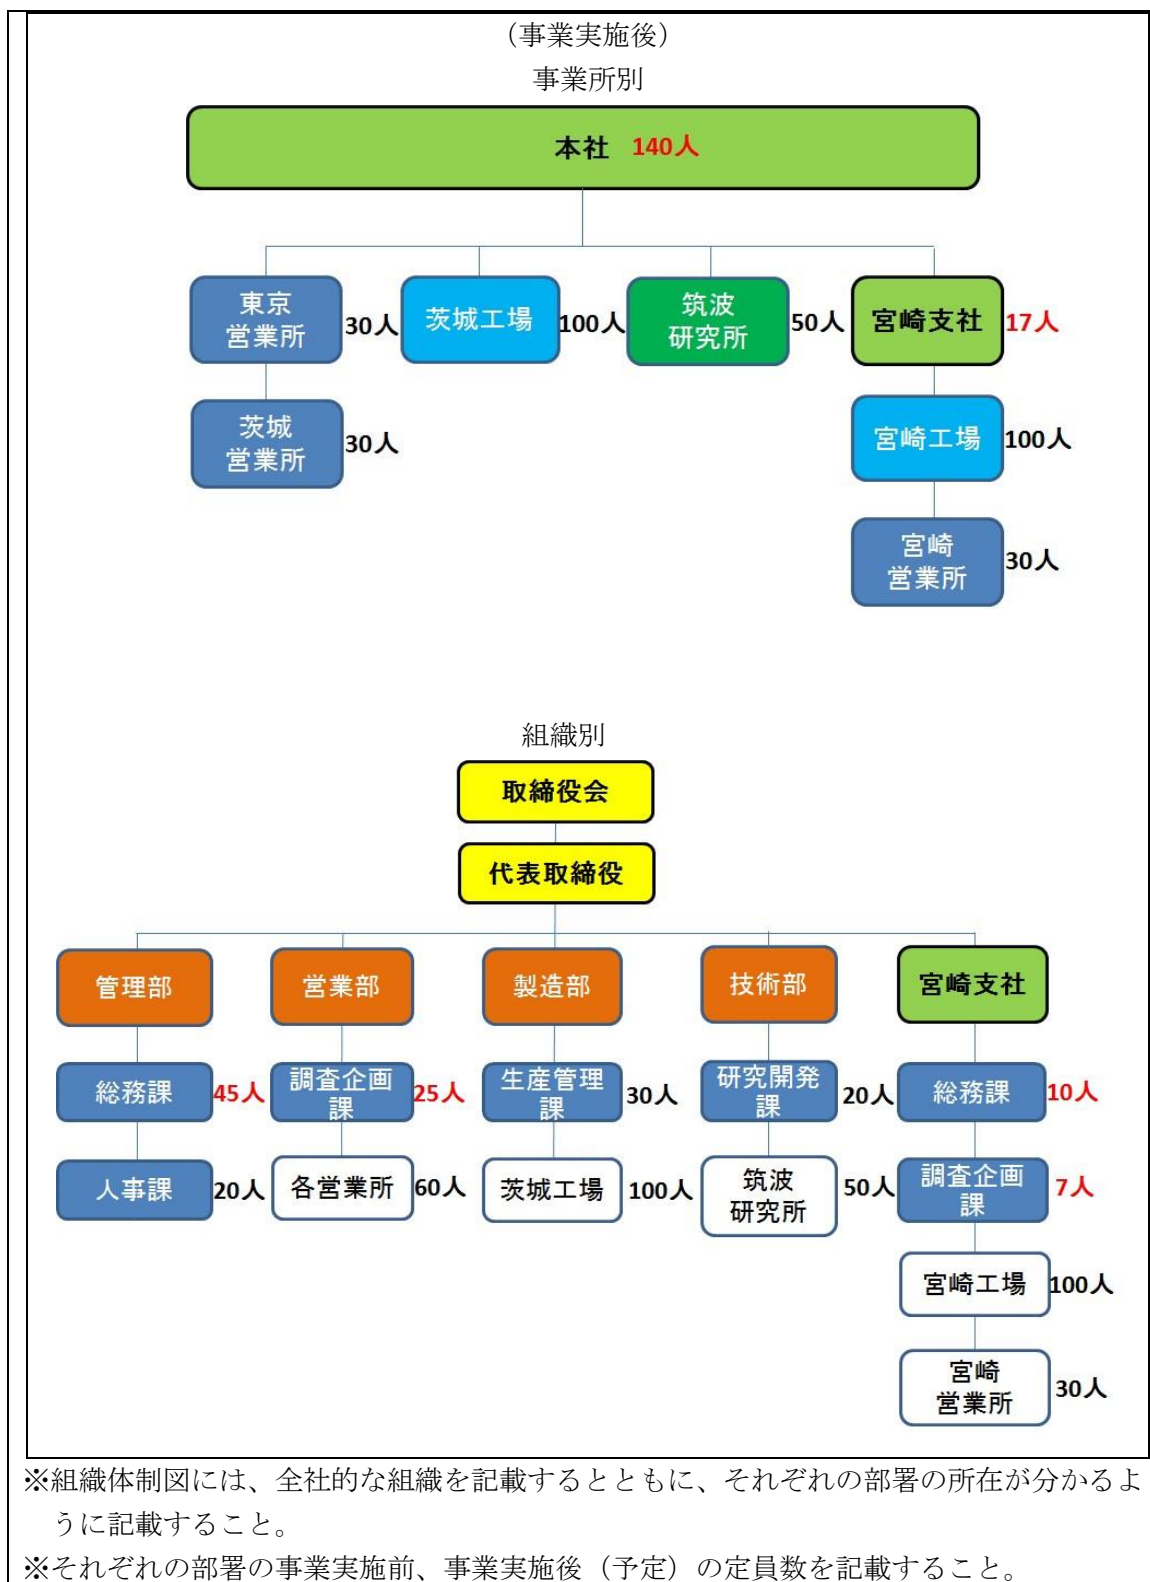 （事業実施後）
事業所別
本社 140人
東京
営業所
30人
茨城工場
100人
筑波
研究所
50人
宮崎支社
17人
茨城
営業所
30人
宮崎工場
100人
宮崎
営業所
30人
組織別
取締役会
代表取締役
管理部
営業部
製造部
技術部
宮崎支社
総務課
45人
調査企画
課
25人
生産管理
課
30人
研究開発
課
20人
総務課
10人
人事課
20人
各営業所
60人
茨城工場
100人
筑波
研究所
50人
調査企画
課
7人
宮崎工場
100人
宮崎
営業所
30人
※組織体制図には、全社的な組織を記載するとともに、それぞれの部署の所在が分かるよ
うに記載すること。
※それぞれの部署の事業実施前、事業実施後（予定）の定員数を記載すること。